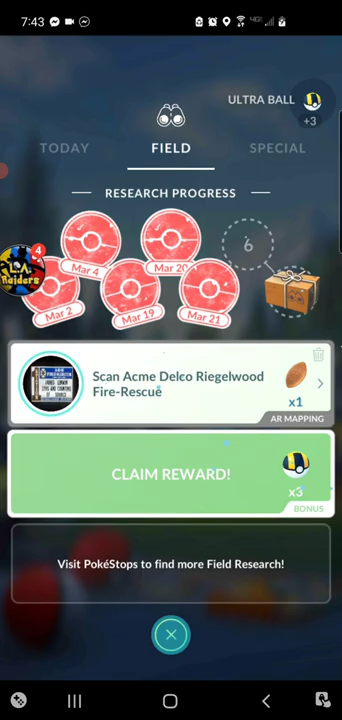 7:43
ULTRA BALL
+3
TODAY
FIELD
SPECIAL
RESEARCH PROGRESS
Mar 4
Mar 20
6
4
L.A.
Raiders
Mar 2
Mar 19
Mar 21
Scan Acme Delco Riegelwood
Fire-Rescue
x1
AR MAPPING
CLAIM REWARD!
x3
BONUS
Visit PokéStops to find more Field Research!